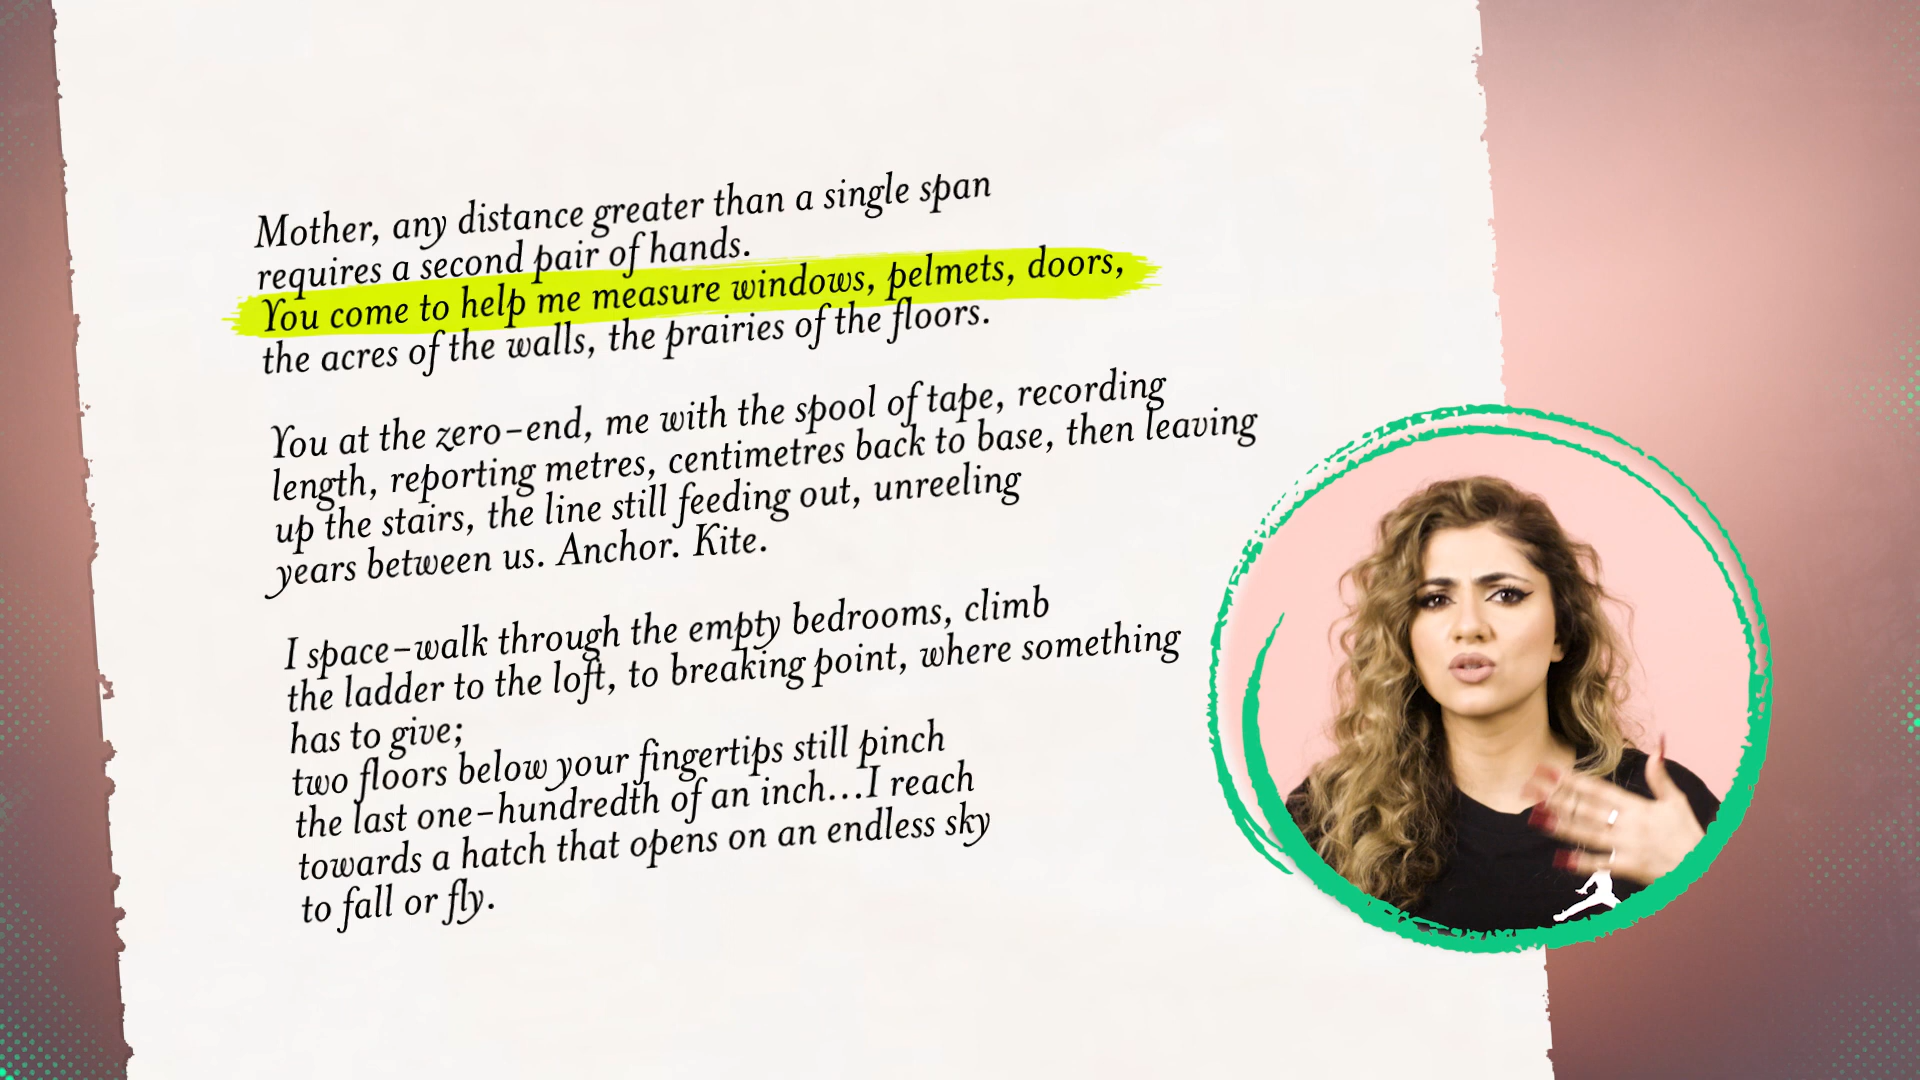 Mother, any distance greater than a single span
requires a second pair of hands.
You come to help me measure windows, pelmets, doors,
the acres of the walls, the prairies of the floors.
You at the zero-end, me with the spool of tape, recording
length, reporting metres, centimetres back to base, then leaving
up the stairs, the line still feeding out, unreeling
years between us. Anchor. Kite.
I space-walk through the empty bedrooms, climb
the ladder to the loft, to breaking point, where something
has to give;
two floors below your fingertips still pinch
the last one-hundredth of an inch...I reach
towards a hatch that opens on an endless sky
to fall or fly.